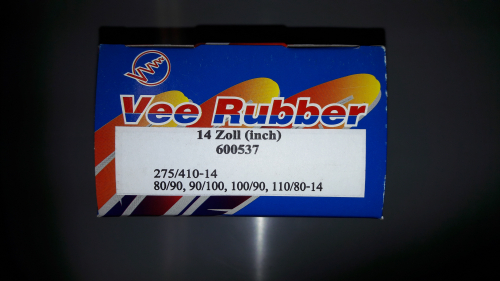 Vee Rubber
14 Zoll (inch)
600537
275/410-14
80/90, 90/100, 100/90, 110/80-14